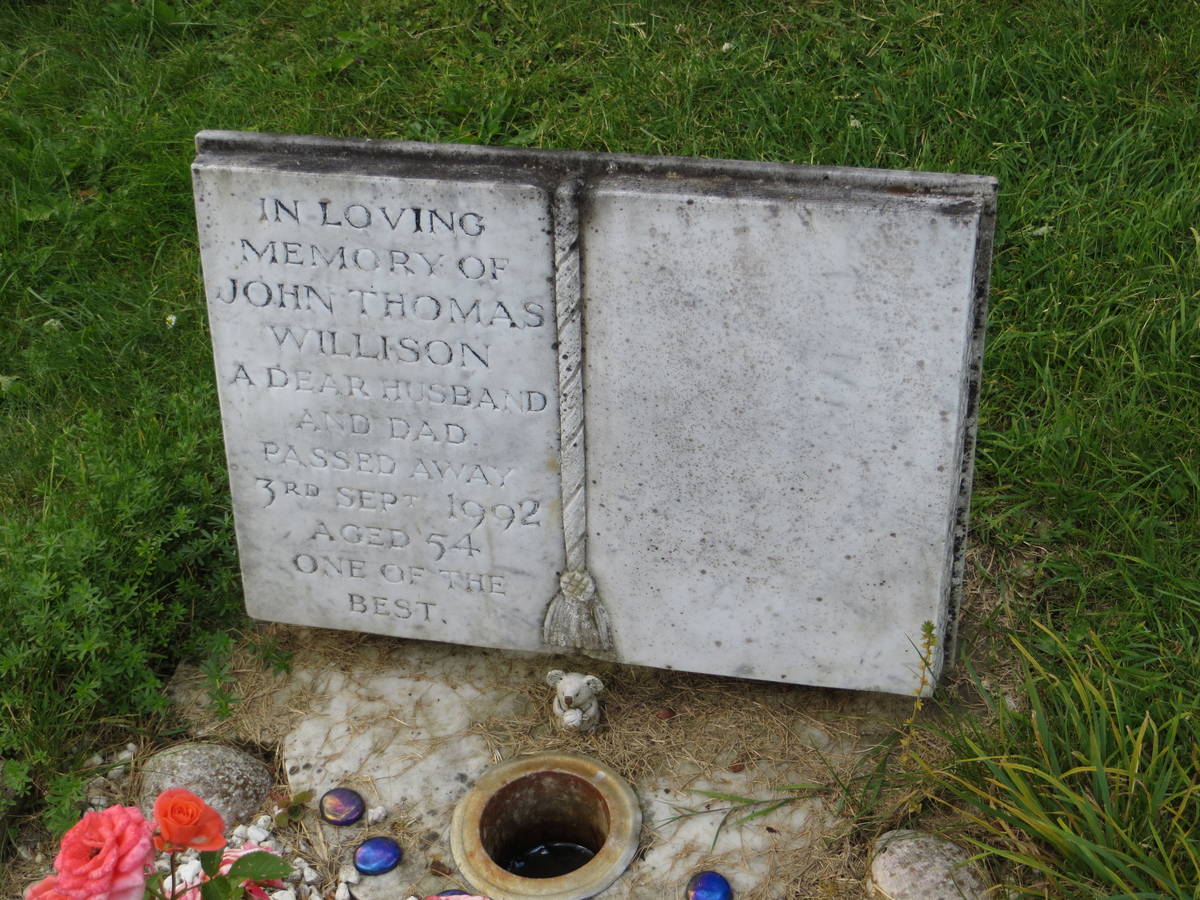 IN LOVING
MEMORY OF
JOHN THOMAS
WILLISON
A DEAR HUSBAND
AND DAD.
PASSED AWAY
3RD SEPT 1992
AGED 54
ONE OF THE
BEST.